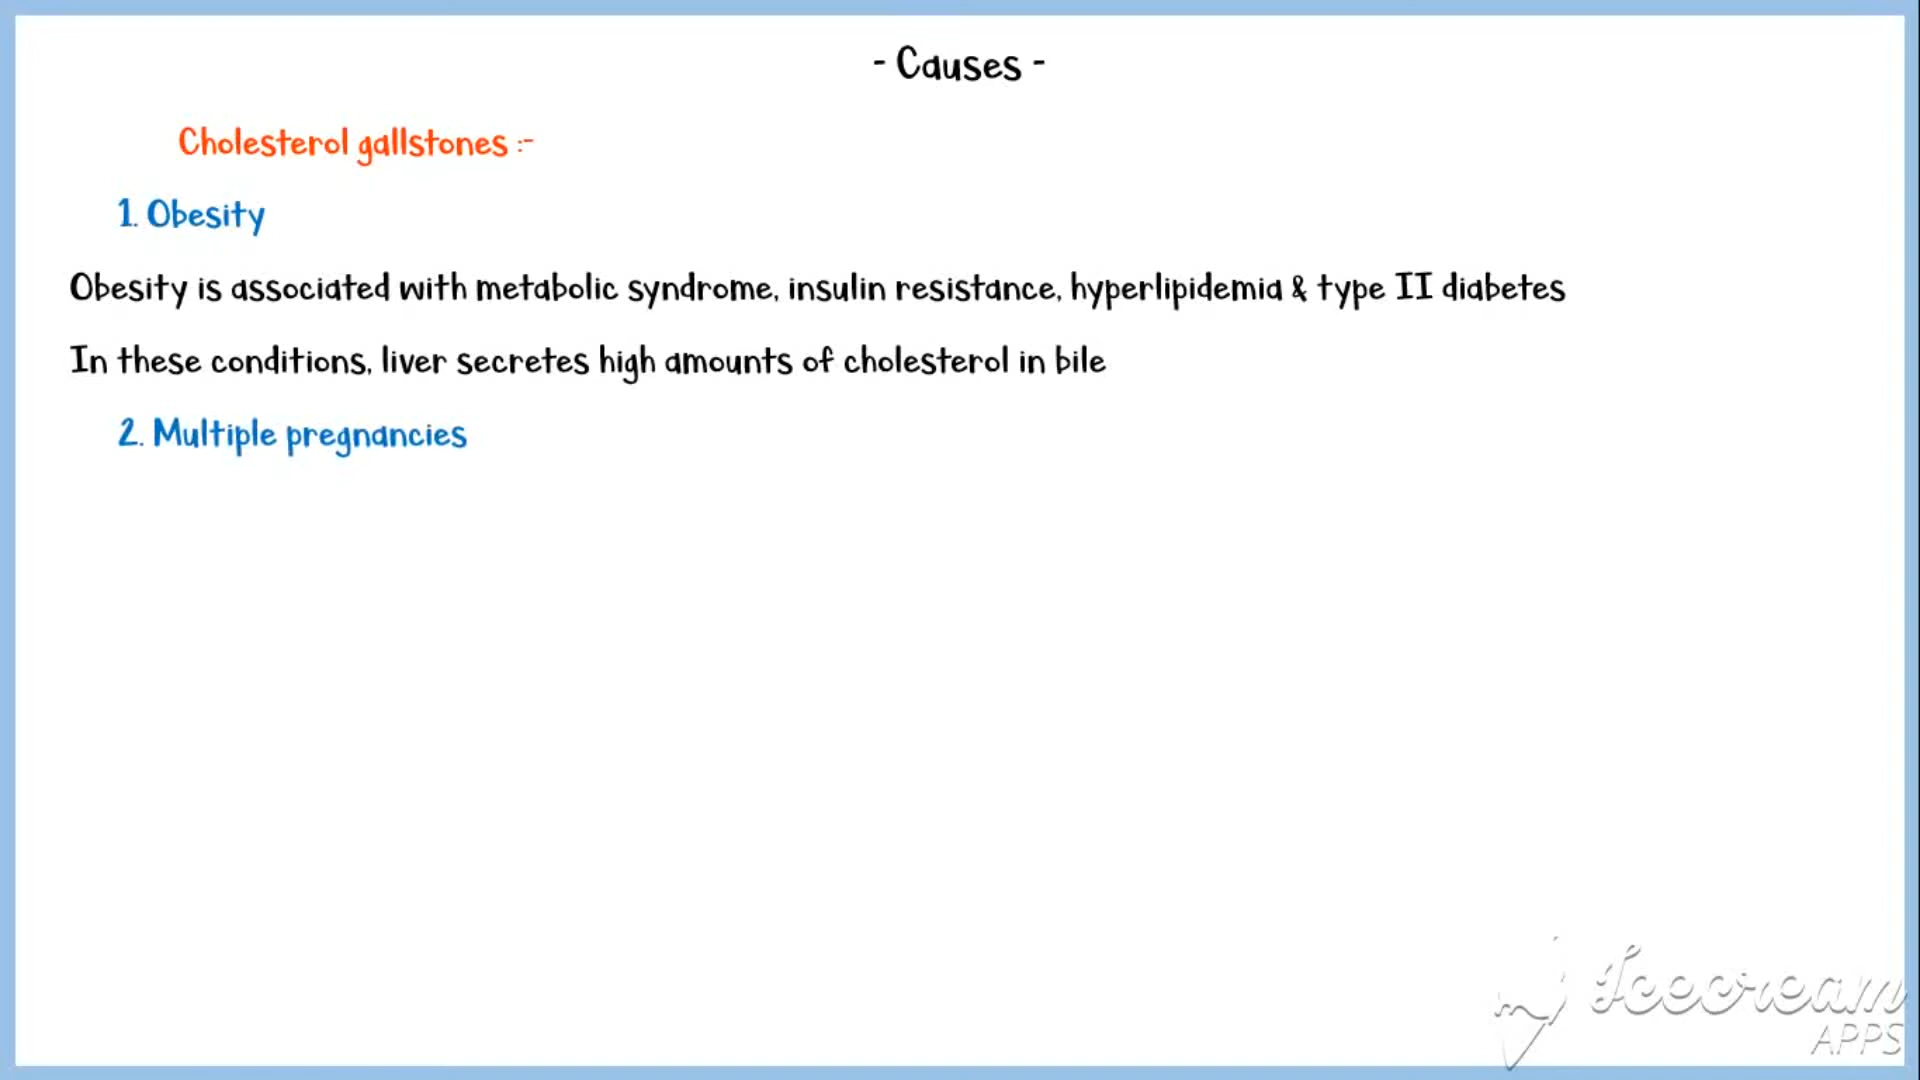 - Causes -
Cholesterol gallstones :-
1. Obesity
Obesity is associated with metabolic syndrome, insulin resistance, hyperlipidemia & type II diabetes
In these conditions, liver secretes high amounts of cholesterol in bile
2. Multiple pregnancies
Icecream
APPS